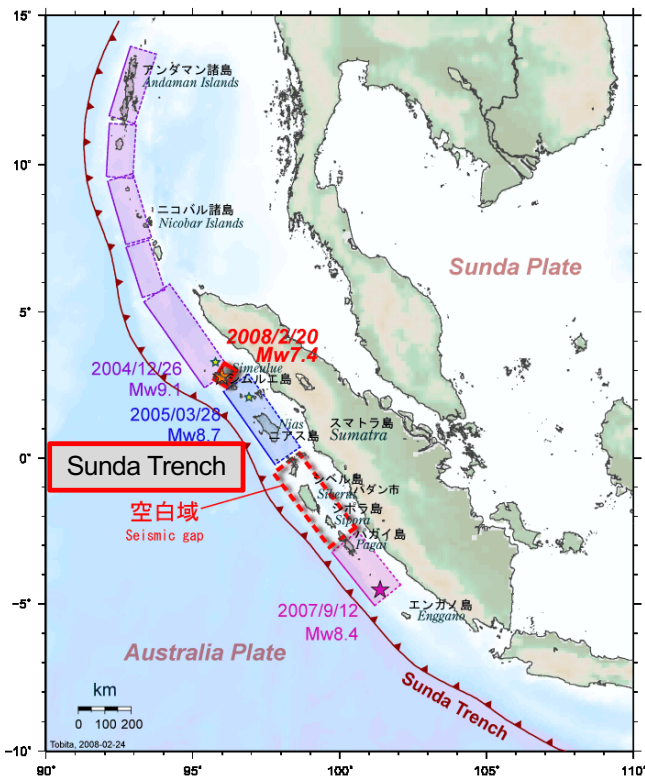 15°
10°
5°
0°
−5°
−10°
アンダマン諸島
Andaman Islands
ニコバル諸島
Nicobar Islands
Sunda Plate
2008/2/20
Mw7.4
Simeulue
シムルエ島
2004/12/26
Mw9.1
2005/03/28
Mw8.7
Nias
ニアス島
スマトラ島
Sumatra
Sunda Trench
シベル島
Siberut
パダン市
シポラ島
Sipora
パガイ島
Pagai
空白域
Seismic gap
2007/9/12
Mw8.4
エンガノ島
Enggano
Australia Plate
Sunda Trench
km
0 100 200
Tobita, 2008-02-24
90° 95° 100° 105° 110°